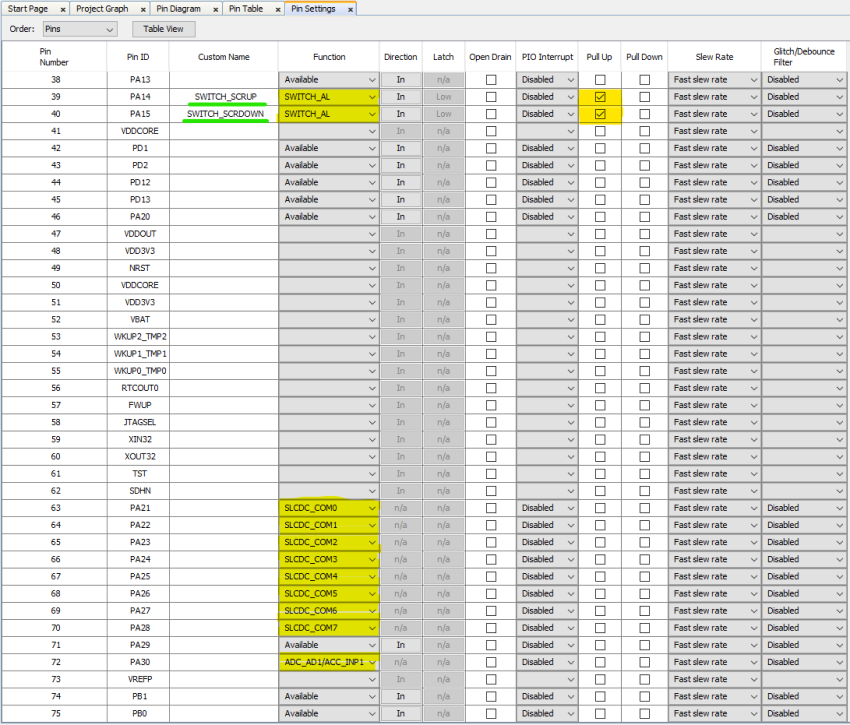 Start Page Project Graph Pin Diagram Pin Table Pin Settings
Order: Pins Table View
Pin Number Pin ID Custom Name Function Direction Latch Open Drain PIO Interrupt Pull Up Pull Down Slew Rate Glitch/Debounce Filter
38 PA13 Available In n/a Disabled Fast slew rate Disabled
39 PA14 SWITCH_SCRUP SWITCH_AL In Low Disabled Fast slew rate Disabled
40 PA15 SWITCH_SCRDOWN SWITCH_AL In Low Disabled Fast slew rate Disabled
41 VDDCORE In n/a Fast slew rate
42 PD1 Available In n/a Disabled Fast slew rate Disabled
43 PD2 Available In n/a Disabled Fast slew rate Disabled
44 PD12 Available In n/a Disabled Fast slew rate Disabled
45 PD13 Available In n/a Disabled Fast slew rate Disabled
46 PA20 Available In n/a Disabled Fast slew rate Disabled
47 VDDOUT In n/a Fast slew rate
48 VDD3V3 In n/a Fast slew rate
49 NRST In n/a Fast slew rate
50 VDDCORE In n/a Fast slew rate
51 VDD3V3 In n/a Fast slew rate
52 VBAT In n/a Fast slew rate
53 WKUP2_TMP2 In n/a Fast slew rate
54 WKUP1_TMP1 In n/a Fast slew rate
55 WKUP0_TMP0 In n/a Fast slew rate
56 RTCOUT0 In n/a Fast slew rate
57 FWUP In n/a Fast slew rate
58 JTAGSEL In n/a Fast slew rate
59 XIN32 In n/a Fast slew rate
60 XOUT32 In n/a Fast slew rate
61 TST In n/a Fast slew rate
62 SDHN In n/a Fast slew rate
63 PA21 SLCDC_COM0 n/a n/a Disabled Fast slew rate Disabled
64 PA22 SLCDC_COM1 n/a n/a Disabled Fast slew rate Disabled
65 PA23 SLCDC_COM2 n/a n/a Disabled Fast slew rate Disabled
66 PA24 SLCDC_COM3 n/a n/a Disabled Fast slew rate Disabled
67 PA25 SLCDC_COM4 n/a n/a Disabled Fast slew rate Disabled
68 PA26 SLCDC_COM5 n/a n/a Disabled Fast slew rate Disabled
69 PA27 SLCDC_COM6 n/a n/a Disabled Fast slew rate Disabled
70 PA28 SLCDC_COM7 n/a n/a Disabled Fast slew rate Disabled
71 PA29 Available In n/a Disabled Fast slew rate Disabled
72 PA30 ADC_AD1/ACC_INP1 n/a n/a Disabled Fast slew rate Disabled
73 VREFP In n/a Fast slew rate
74 PB1 Available In n/a Disabled Fast slew rate Disabled
75 PB0 Available In n/a Disabled Fast slew rate Disabled